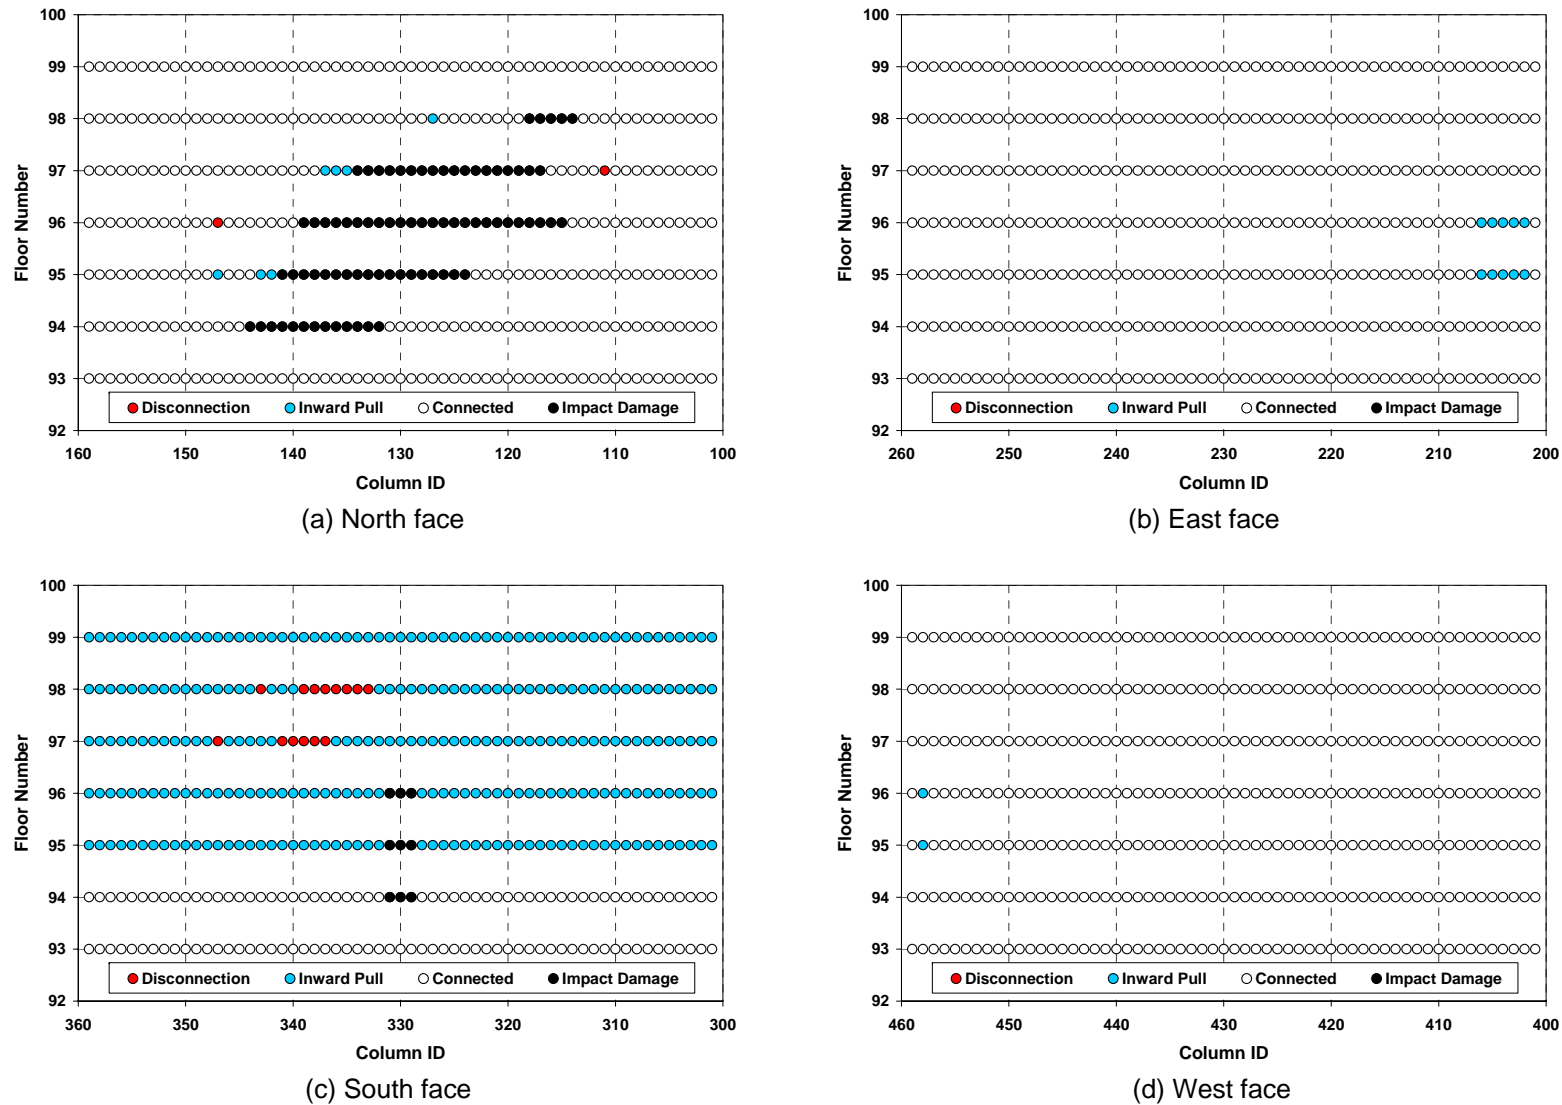 100
99
98
97
96
95
94
93
92
Floor Number
Disconnection Inward Pull Connected Impact Damage
160 150 140 130 120 110 100
Column ID
(a) North face
100
99
98
97
96
95
94
93
92
Floor Number
Disconnection Inward Pull Connected Impact Damage
260 250 240 230 220 210 200
Column ID
(b) East face
100
99
98
97
96
95
94
93
92
Floor Number
Disconnection Inward Pull Connected Impact Damage
360 350 340 330 320 310 300
Column ID
(c) South face
100
99
98
97
96
95
94
93
92
Floor Number
Disconnection Inward Pull Connected Impact Damage
460 450 440 430 420 410 400
Column ID
(d) West face